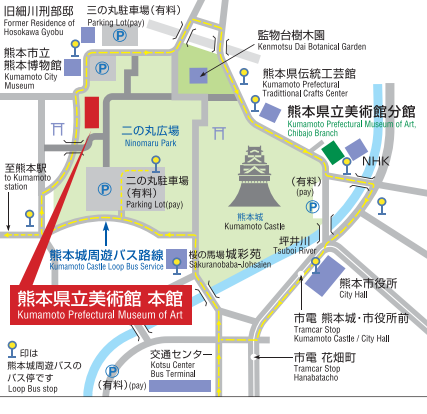 旧細川刑部邸
Former Residence of
Hosokawa Gyobu
三の丸駐車場(有料)
Parking Lot(pay)
P
監物台樹木園
Kenmotsu Dai Botanical Garden
熊本市立
熊本博物館
Kumamoto City
Museum
P
熊本県伝統工芸館
Kumamoto Prefectural
Traditional Crafts Center
熊本県立美術館分館
Kumamoto Prefectural Museum of Art,
Chibajo Branch
二の丸広場
Ninomaru Park
NHK
至熊本駅
to Kumamoto
station
P
二の丸駐車場
(有料)
Parking Lot(pay)
(有料)
(pay)
P
熊本城
Kumamoto Castle
坪井川
Tsuboi River
熊本城周遊バス路線
Kumamoto Castle Loop Bus Service
桜の馬場 城彩苑
Sakuranobaba-Johsaien
熊本市役所
City Hall
熊本県立美術館 本館
Kumamoto Prefectural Museum of Art
市電 熊本城・市役所前
Tramcar Stop
Kumamoto Castle / City Hall
印は
熊本城周遊バスの
バス停です
Loop Bus stop
P
(有料)(pay)
交通センター
Kotsu Center
Bus Terminal
市電 花畑町
Tramcar Stop
Hanabatacho